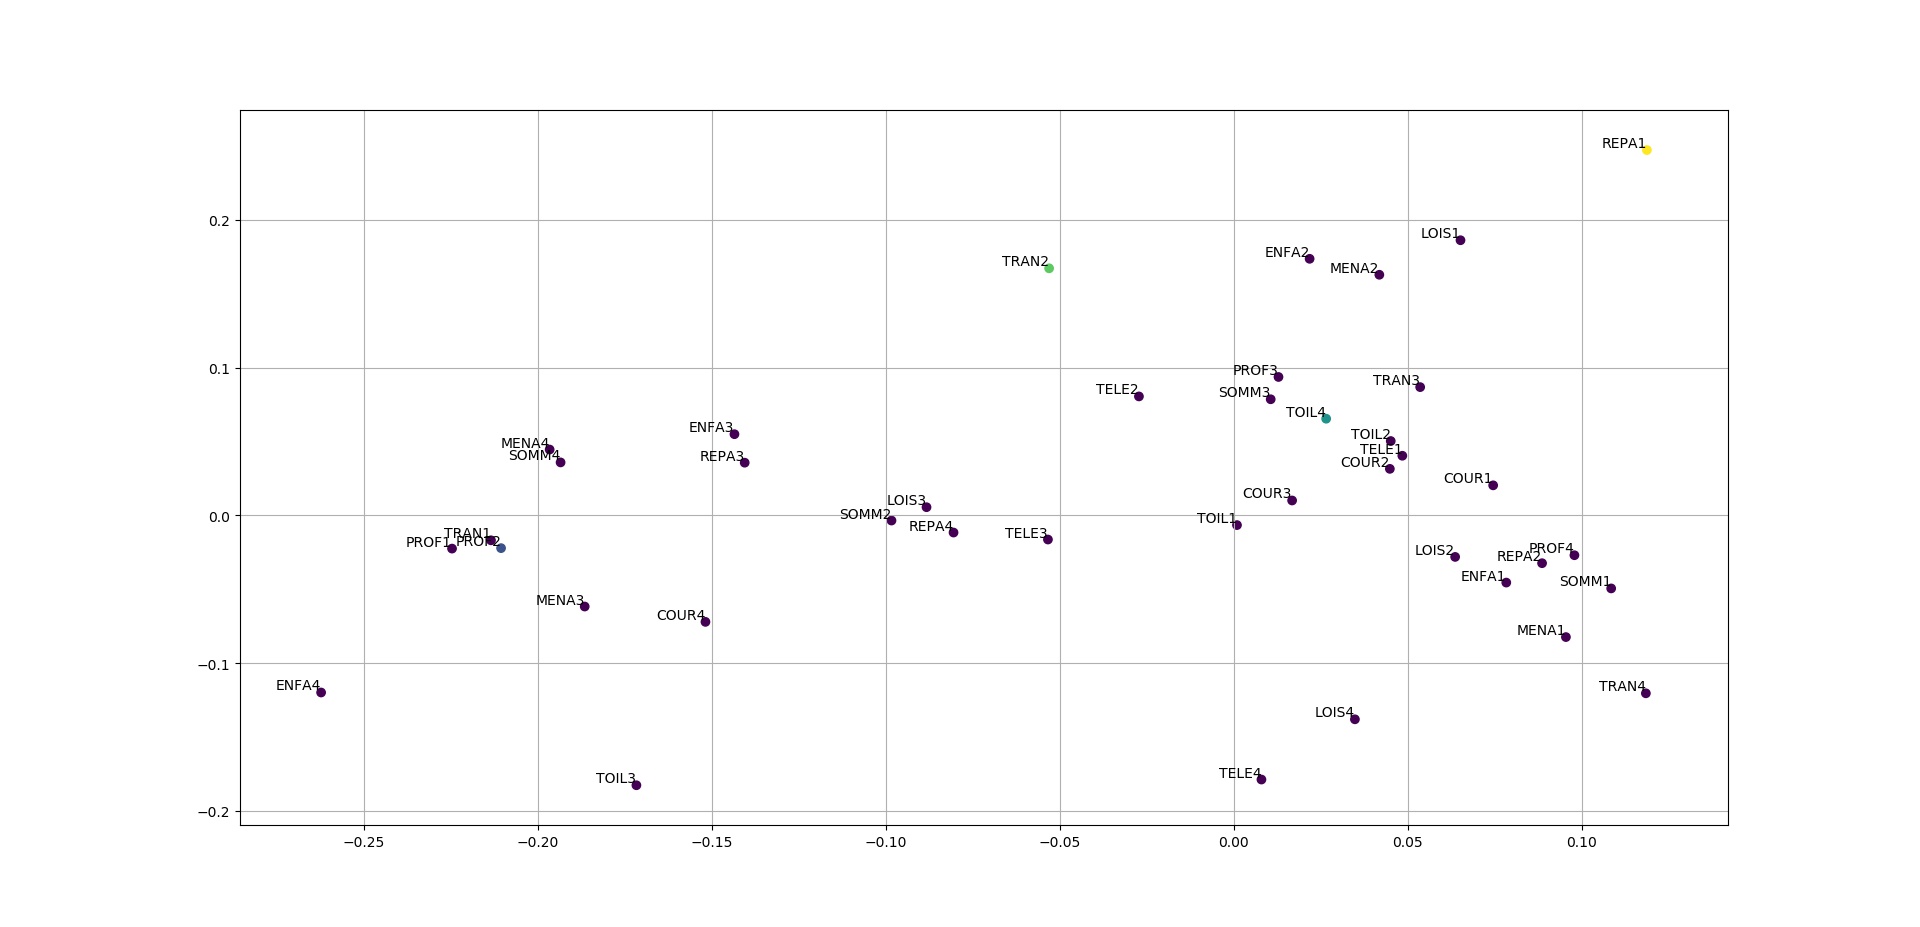 REPA1
0.2
LOIS1
ENFA2
TRAN2
MENA2
0.1
PROF3
TRAN3
TELE2
SOMM3
TOIL4
ENFA3
TOIL2
MENA4
TELE1
SOMM4
REPA3
COUR2
COUR1
COUR3
LOIS3
0.0
SOMM2
TOIL1
REPA4
TRAN1
TELE3
PROF1
PROF2
PROF4
LOIS2
REPA2
ENFA1
SOMM1
MENA3
COUR4
MENA1
−0.1
ENFA4
TRAN4
LOIS4
TELE4
TOIL3
−0.2
−0.25 −0.20 −0.15 −0.10 −0.05 0.00 0.05 0.10